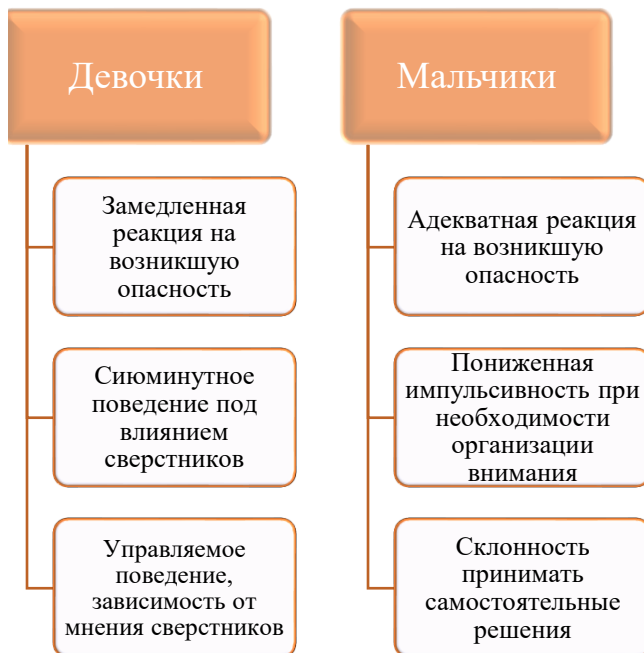 Девочки
Замедленная
реакция на
возникшую
опасность
Сиюминутное
поведение под
влиянием
сверстников
Управляемое
поведение,
зависимость от
мнения сверстников
Мальчики
Адекватная реакция
на возникшую
опасность
Пониженная
импульсивность при
необходимости
организации
внимания
Склонность
принимать
самостоятельные
решения